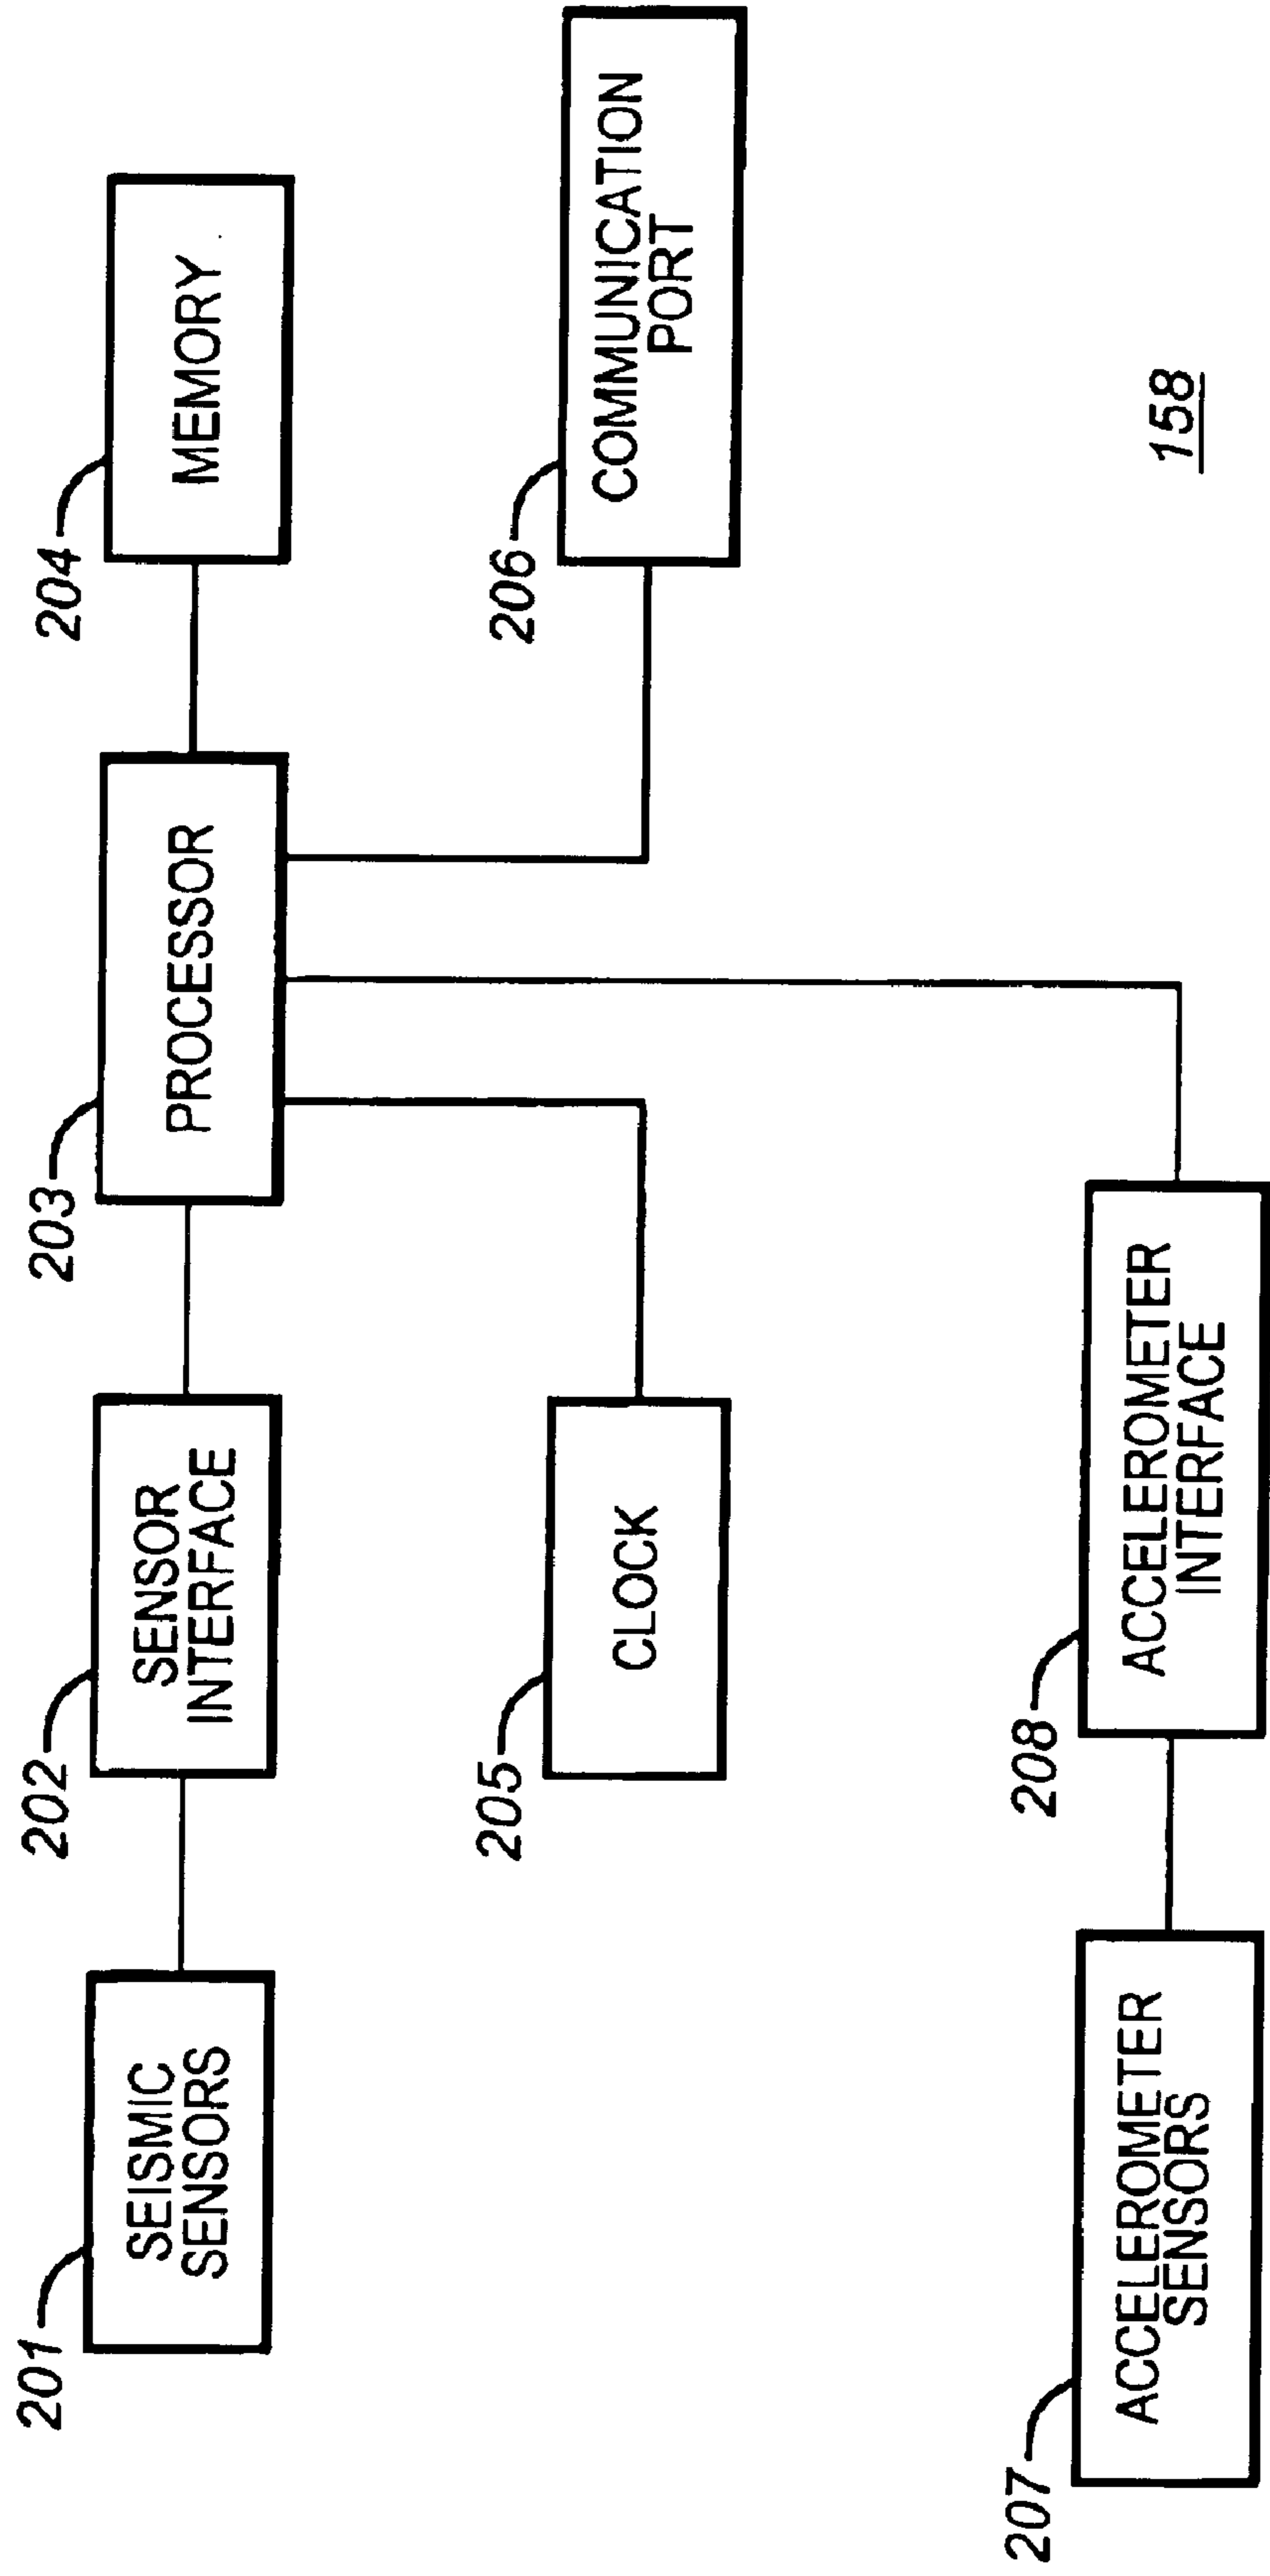 201
SEISMIC
SENSORS
202
SENSOR
INTERFACE
203
PROCESSOR
204
MEMORY
205
CLOCK
206
COMMUNICATION
PORT
207
ACCELEROMETER
SENSORS
208
ACCELEROMETER
INTERFACE
158